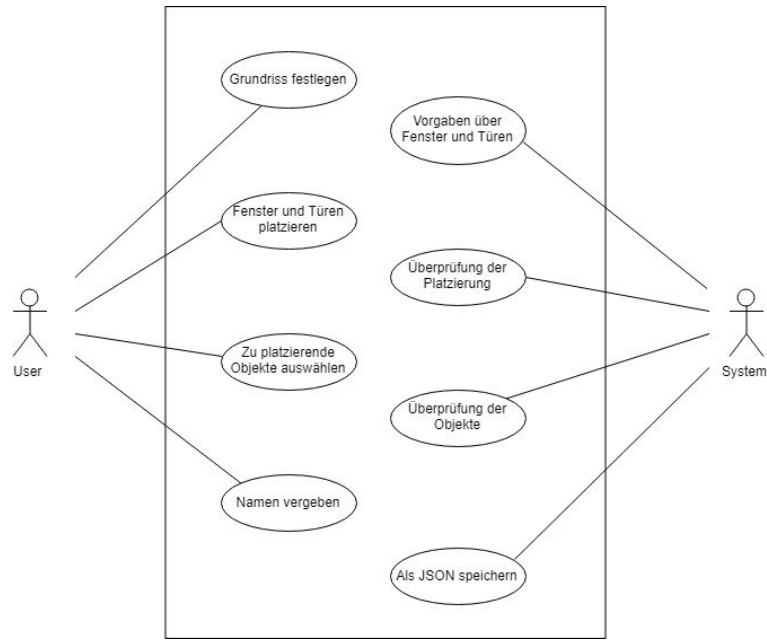 Grundriss festlegen
Vorgaben über
Fenster und Türen
Fenster und Türen
platzieren
Überprüfung der
Platzierung
User
System
Zu platzierende
Objekte auswählen
Überprüfung der
Objekte
Namen vergeben
Als JSON speichern